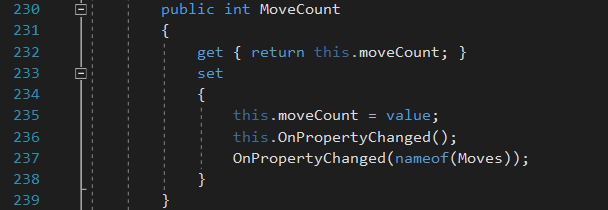 230 public int MoveCount
231 {
232 get { return this.moveCount; }
233 set
234 {
235 this.moveCount = value;
236 this.OnPropertyChanged();
237 OnPropertyChanged(nameof(Moves));
238 }
239 }